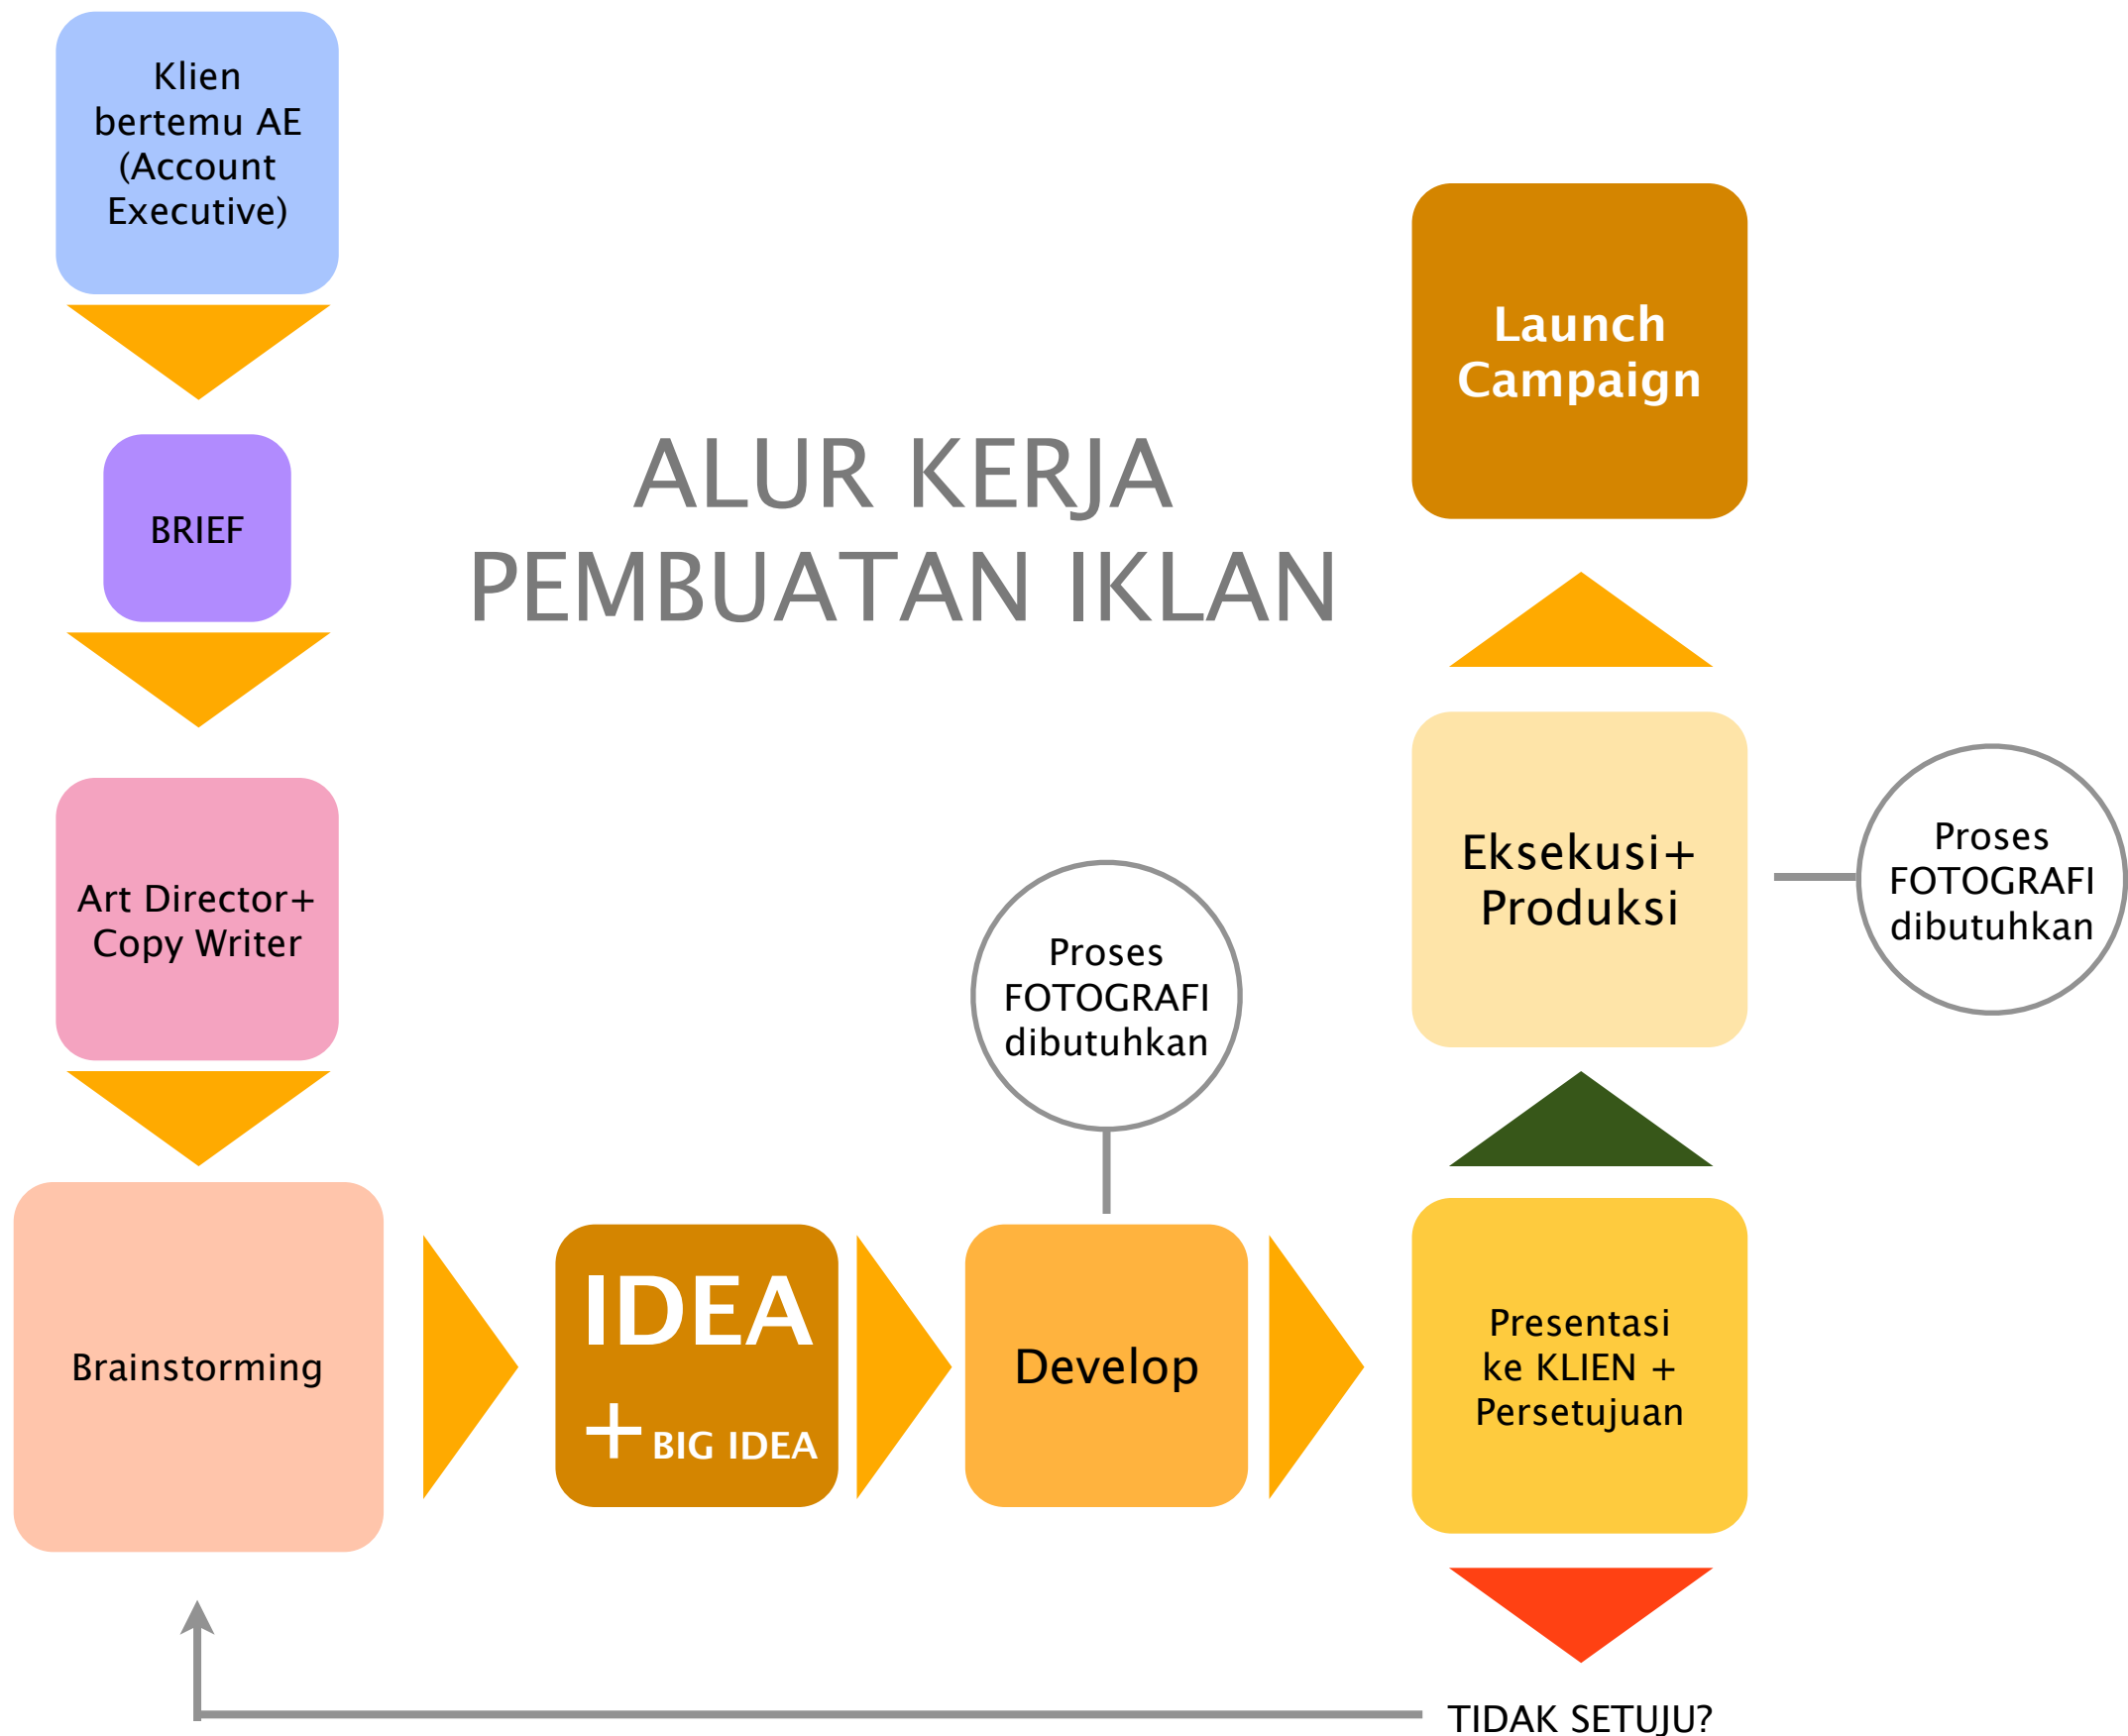 Klien
bertemu AE
(Account
Executive)
BRIEF
Art Director+
Copy Writer
Brainstorming
ALUR KERJA
PEMBUATAN IKLAN
IDEA
+ BIG IDEA
Proses
FOTOGRAFI
dibutuhkan
Develop
Presentasi
ke KLIEN +
Persetujuan
TIDAK SETUJU?
Eksekusi+
Produksi
Proses
FOTOGRAFI
dibutuhkan
Launch
Campaign